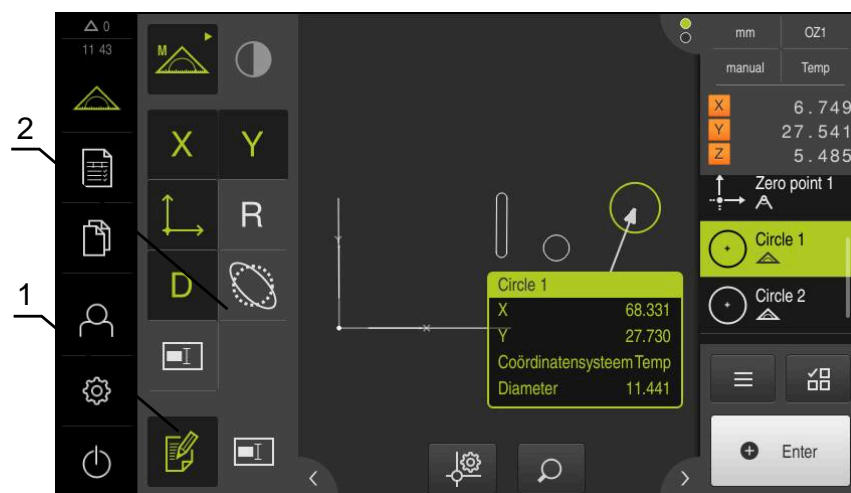 0
11 43
2
1
M
X
Y
R
D
Y
X
Circle 1
X 68.331
Y 27.730
Coördinatensysteem Temp
Diameter 11.441
mm OZ1
manual Temp
X 6.749
Y 27.541
Z 5.485
Zero point 1
Circle 1
Circle 2
Enter